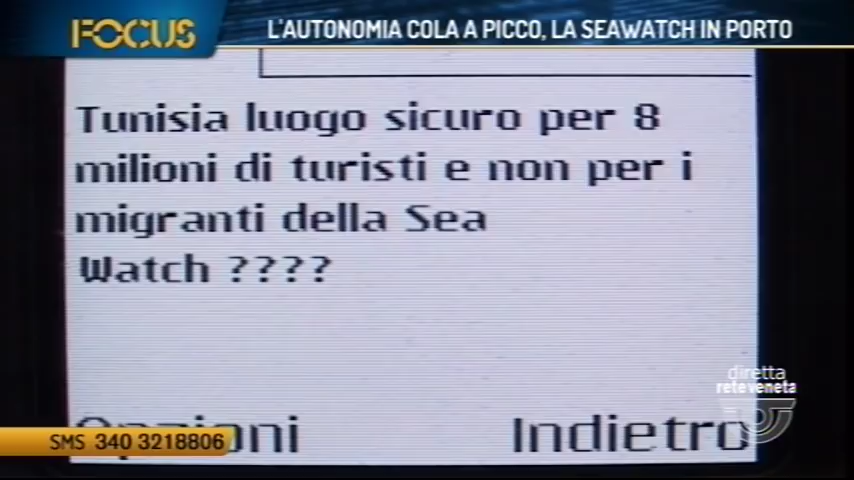 FOCUS
L'AUTONOMIA COLA A PICCO, LA SEAWATCH IN PORTO
Tunisia luogo sicuro per 8
milioni di turisti e non per i
migranti della Sea
Watch ????
diretta
reteveneta
Opzioni Indietro
SMS 340 3218806